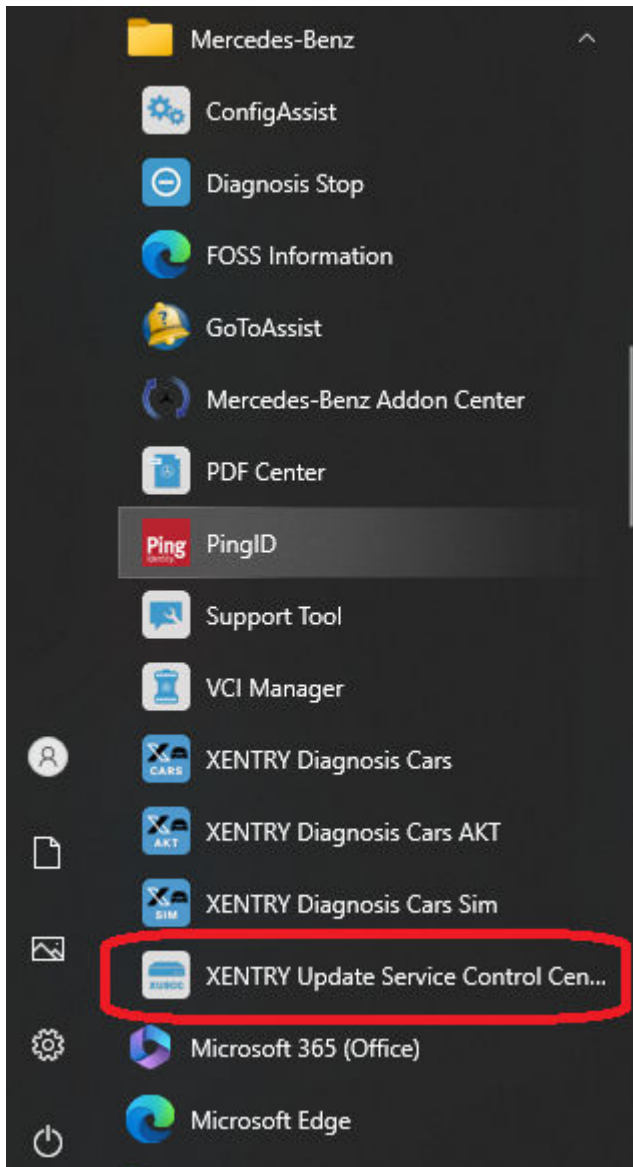 Mercedes-Benz
ConfigAssist
Diagnosis Stop
FOSS Information
GoToAssist
Mercedes-Benz Addon Center
PDF Center
Ping PingID
Support Tool
VCI Manager
CARS XENTRY Diagnosis Cars
AKT XENTRY Diagnosis Cars AKT
SIM XENTRY Diagnosis Cars Sim
XENTRY Update Service Control Cen...
Microsoft 365 (Office)
Microsoft Edge